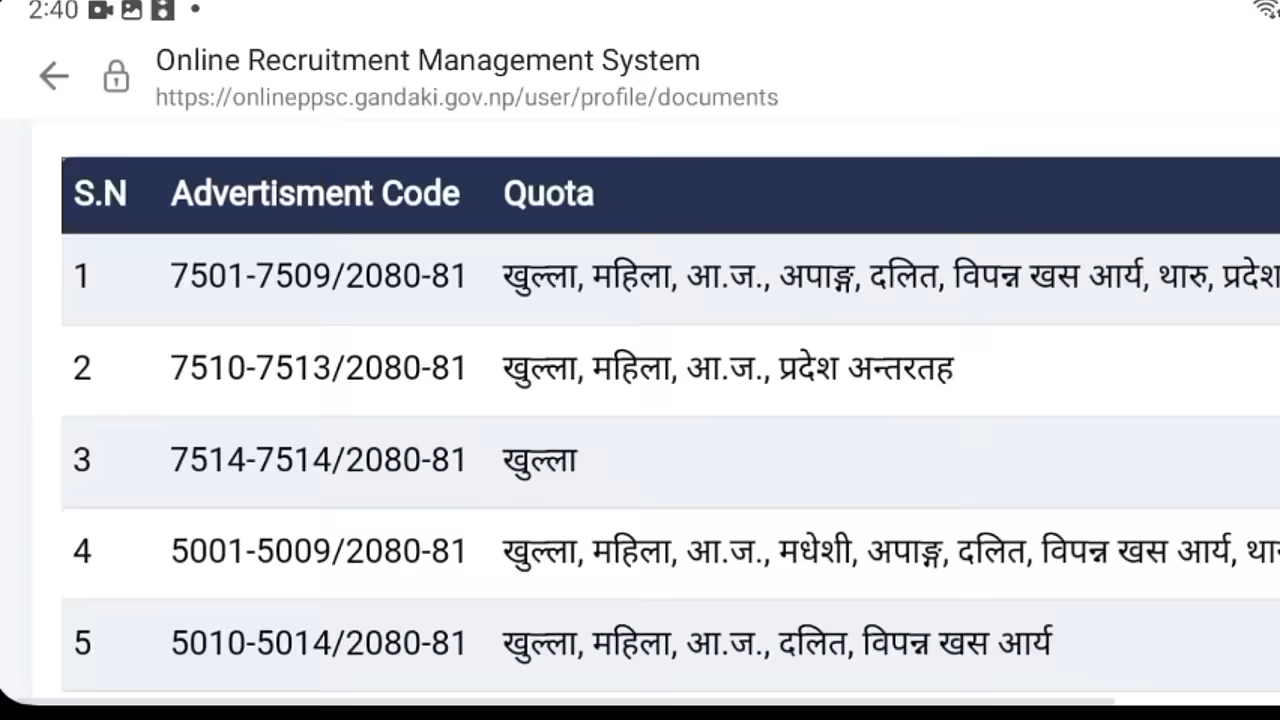 2:40
Online Recruitment Management System
https://onlineppsc.gandaki.gov.np/user/profile/documents
S.N Advertisment Code Quota
1 7501-7509/2080-81 खुल्ला, महिला, आ.ज., अपाङ्ग, दलित, विपन्न खस आर्य, थारु, प्रदेश
2 7510-7513/2080-81 खुल्ला, महिला, आ.ज., प्रदेश अन्तरतह
3 7514-7514/2080-81 खुल्ला
4 5001-5009/2080-81 खुल्ला, महिला, आ.ज., मधेशी, अपाङ्ग, दलित, विपन्न खस आर्य,
5 5010-5014/2080-81 खुल्ला, महिला, आ.ज., दलित, विपन्न खस आर्य